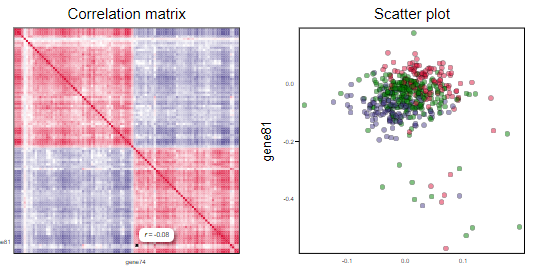 Correlation matrix
Scatter plot
r = -0.08
e81
gene74
gene81
0.0
-0.2
-0.4
-0.1
0.0
0.1